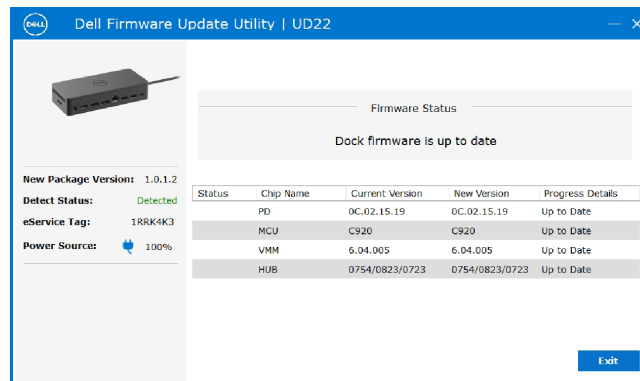 DELL
Dell Firmware Update Utility | UD22
Firmware Status
Dock firmware is up to date
New Package Version: 1.0.1.2
Detect Status: Detected
eService Tag: 1RRK4K3
Power Source: 100%
Status Chip Name Current Version New Version Progress Details
PD 0C.02.15.19 0C.02.15.19 Up to Date
MCU C920 C920 Up to Date
VMM 6.04.005 6.04.005 Up to Date
HUB 0754/0823/0723 0754/0823/0723 Up to Date
Exit